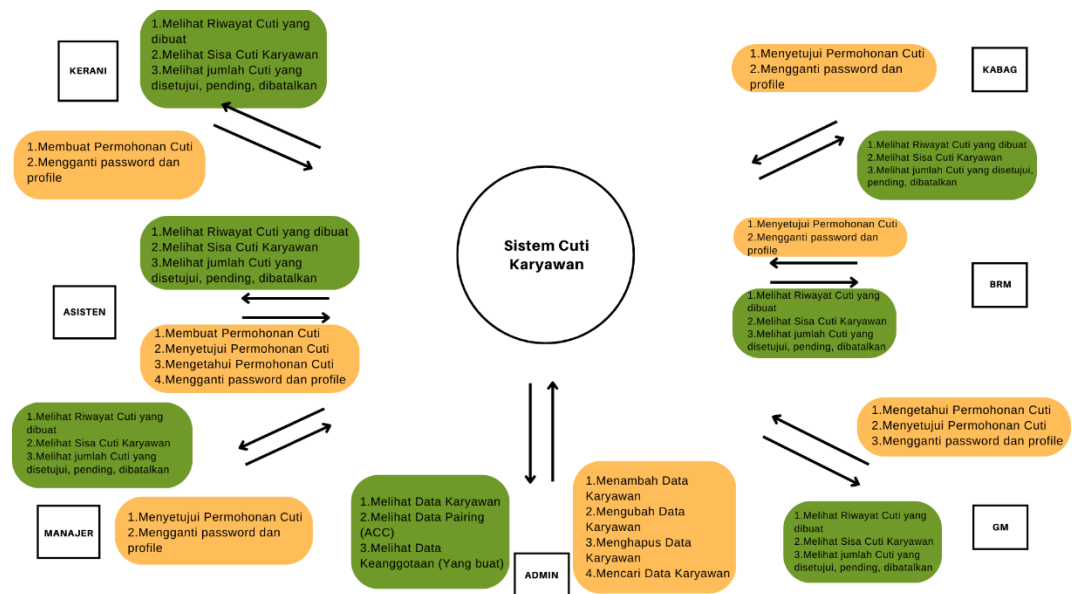 KERANI
1.Melihat Riwayat Cuti yang
dibuat
2.Melihat Sisa Cuti Karyawan
3.Melihat jumlah Cuti yang
disetujui, pending, dibatalkan
1.Membuat Permohonan Cuti
2.Mengganti password dan
profile
ASISTEN
1.Melihat Riwayat Cuti yang dibuat
2.Melihat Sisa Cuti Karyawan
3.Melihat jumlah Cuti yang
disetujui, pending, dibatalkan
1.Membuat Permohonan Cuti
2.Menyetujui Permohonan Cuti
3.Mengetahui Permohonan Cuti
4.Mengganti password dan profile
1.Melihat Riwayat Cuti yang
dibuat
2.Melihat Sisa Cuti Karyawan
3.Melihat jumlah Cuti yang
disetujui, pending, dibatalkan
MANAJER
1.Menyetujui Permohonan Cuti
2.Mengganti password dan
profile
Sistem Cuti
Karyawan
1.Melihat Data Karyawan
2.Melihat Data Pairing
(ACC)
3.Melihat Data
Keanggotaan (Yang buat)
ADMIN
1.Menambah Data
Karyawan
2.Mengubah Data
Karyawan
3.Menghapus Data
Karyawan
4.Mencari Data Karyawan
1.Menyetujui Permohonan Cuti
2.Mengganti password dan
profile
KABAG
1.Melihat Riwayat Cuti yang dibuat
2.Melihat Sisa Cuti Karyawan
3.Melihat jumlah Cuti yang disetujui,
pending, dibatalkan
1.Menyetujui Permohonan Cuti
2.Mengganti password dan
profile
BRM
1.Melihat Riwayat Cuti yang
dibuat
2.Melihat Sisa Cuti Karyawan
3.Melihat jumlah Cuti yang
disetujui, pending, dibatalkan
1.Mengetahui Permohonan Cuti
2.Menyetujui Permohonan Cuti
3.Mengganti password dan profile
1.Melihat Riwayat Cuti yang
dibuat
2.Melihat Sisa Cuti Karyawan
3.Melihat jumlah Cuti yang
disetujui, pending, dibatalkan
GM